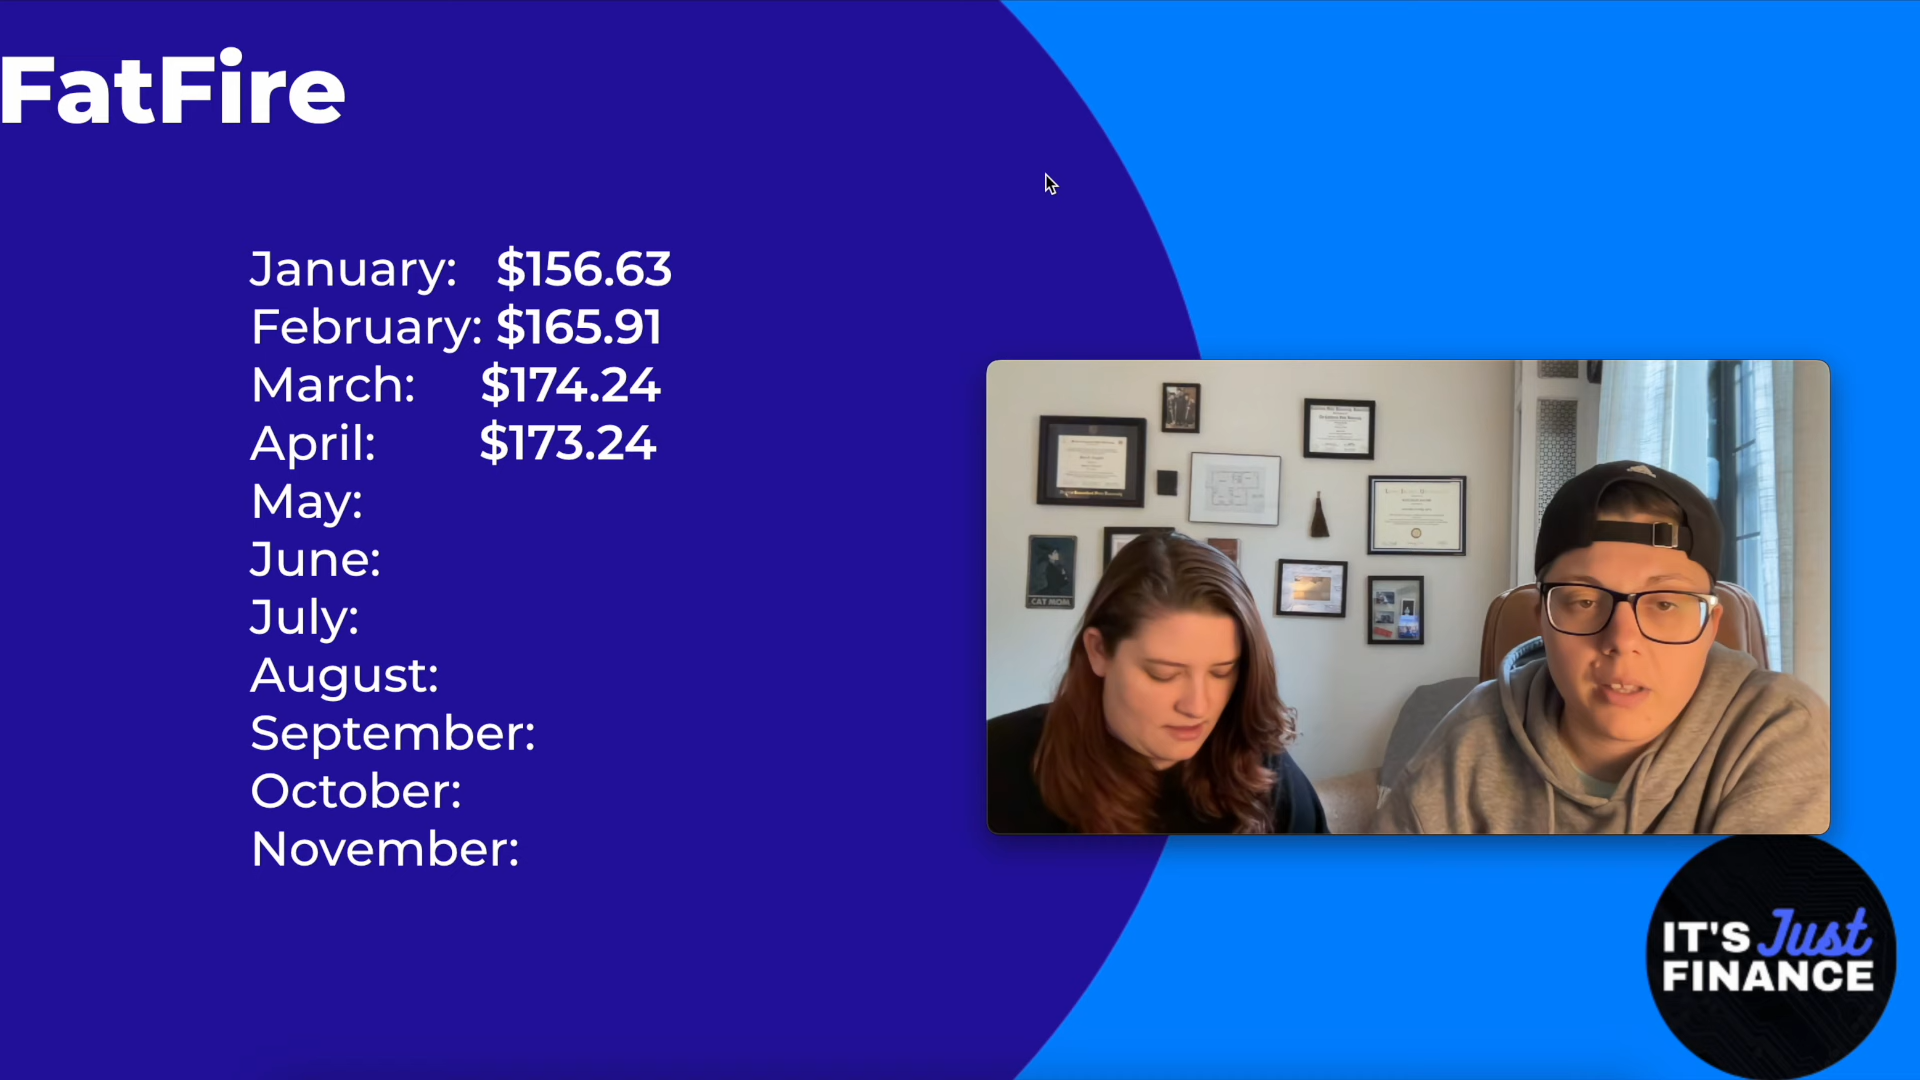 FatFire
January: $156.63
February: $165.91
March: $174.24
April: $173.24
May:
June:
July:
August:
September:
October:
November:
CAT MOM
IT'S Just
FINANCE